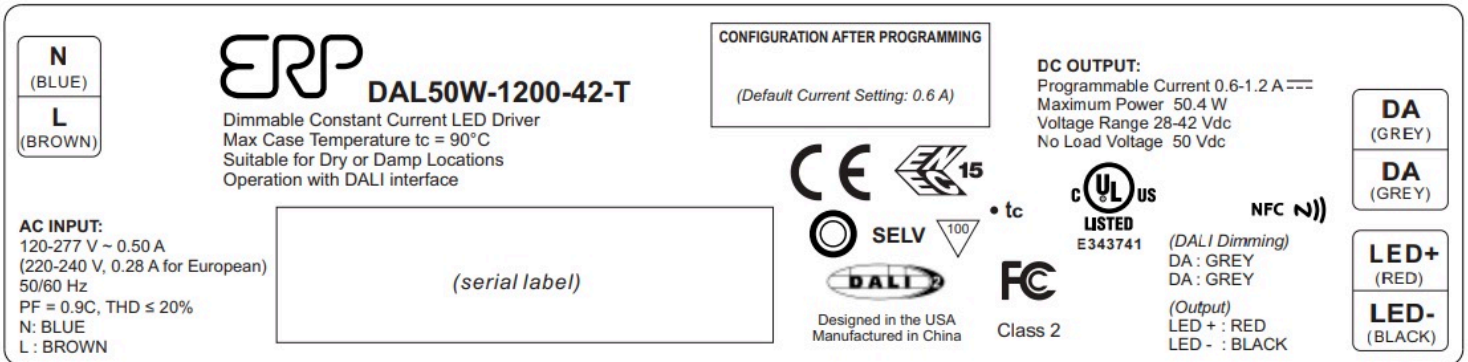 N
(BLUE)
L
(BROWN)
ERP
DAL50W-1200-42-T
Dimmable Constant Current LED Driver
Max Case Temperature tc = 90°C
Suitable for Dry or Damp Locations
Operation with DALI interface
CONFIGURATION AFTER PROGRAMMING
(Default Current Setting: 0.6 A)
DC OUTPUT:
Programmable Current 0.6-1.2 A ⎓
Maximum Power 50.4 W
Voltage Range 28-42 Vdc
No Load Voltage 50 Vdc
DA
(GREY)
DA
(GREY)
AC INPUT:
120-277 V ~ 0.50 A
(220-240 V, 0.28 A for European)
50/60 Hz
PF = 0.9C, THD ≤ 20%
N: BLUE
L : BROWN
(serial label)
CE
ENEC 15
SELV
100
• tc
DALI 2
Designed in the USA
Manufactured in China
FC
Class 2
C UL US
LISTED
E343741
NFC
(DALI Dimming)
DA : GREY
DA : GREY
(Output)
LED + : RED
LED - : BLACK
LED+
(RED)
LED-
(BLACK)